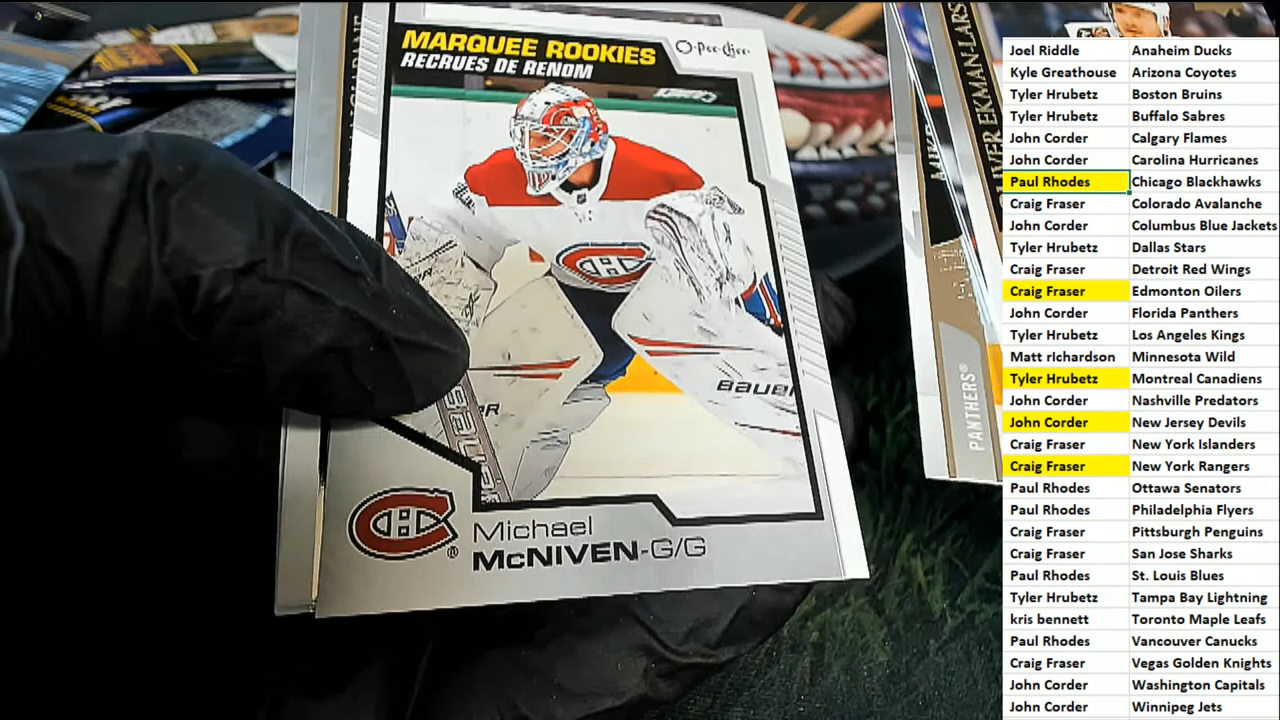 MARQUEE ROOKIES
RECRUES DE RENOM
O-Pee-Chee
BAUER
Michael
McNIVEN-G/G
PANTHERS
MIKE
OLIVER EKMAN-LARS
Joel Riddle Anaheim Ducks
Kyle Greathouse Arizona Coyotes
Tyler Hrubetz Boston Bruins
Tyler Hrubetz Buffalo Sabres
John Corder Calgary Flames
John Corder Carolina Hurricanes
Paul Rhodes Chicago Blackhawks
Craig Fraser Colorado Avalanche
John Corder Columbus Blue Jackets
Tyler Hrubetz Dallas Stars
Craig Fraser Detroit Red Wings
Craig Fraser Edmonton Oilers
John Corder Florida Panthers
Tyler Hrubetz Los Angeles Kings
Matt rIchardson Minnesota Wild
Tyler Hrubetz Montreal Canadiens
John Corder Nashville Predators
John Corder New Jersey Devils
Craig Fraser New York Islanders
Craig Fraser New York Rangers
Paul Rhodes Ottawa Senators
Paul Rhodes Philadelphia Flyers
Craig Fraser Pittsburgh Penguins
Craig Fraser San Jose Sharks
Paul Rhodes St. Louis Blues
Tyler Hrubetz Tampa Bay Lightning
kris bennett Toronto Maple Leafs
Paul Rhodes Vancouver Canucks
Craig Fraser Vegas Golden Knights
John Corder Washington Capitals
John Corder Winnipeg Jets